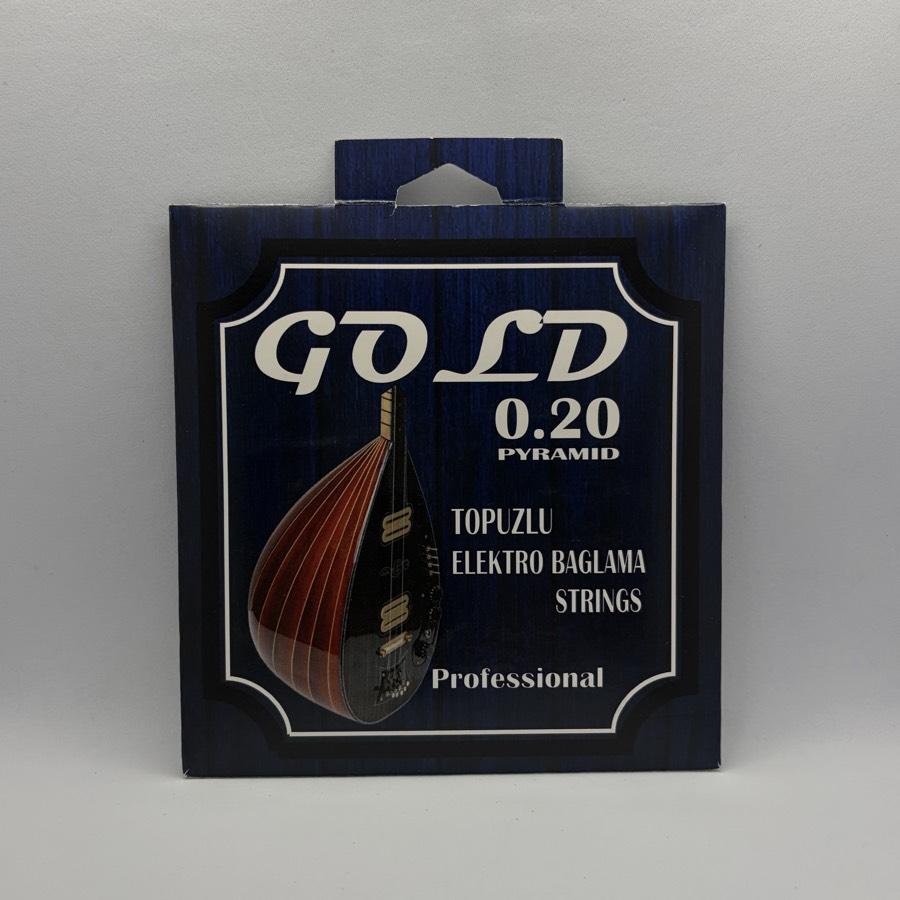 GOLD
0.20
PYRAMID
TOPUZLU
ELEKTRO BAGLAMA
STRINGS
Professional